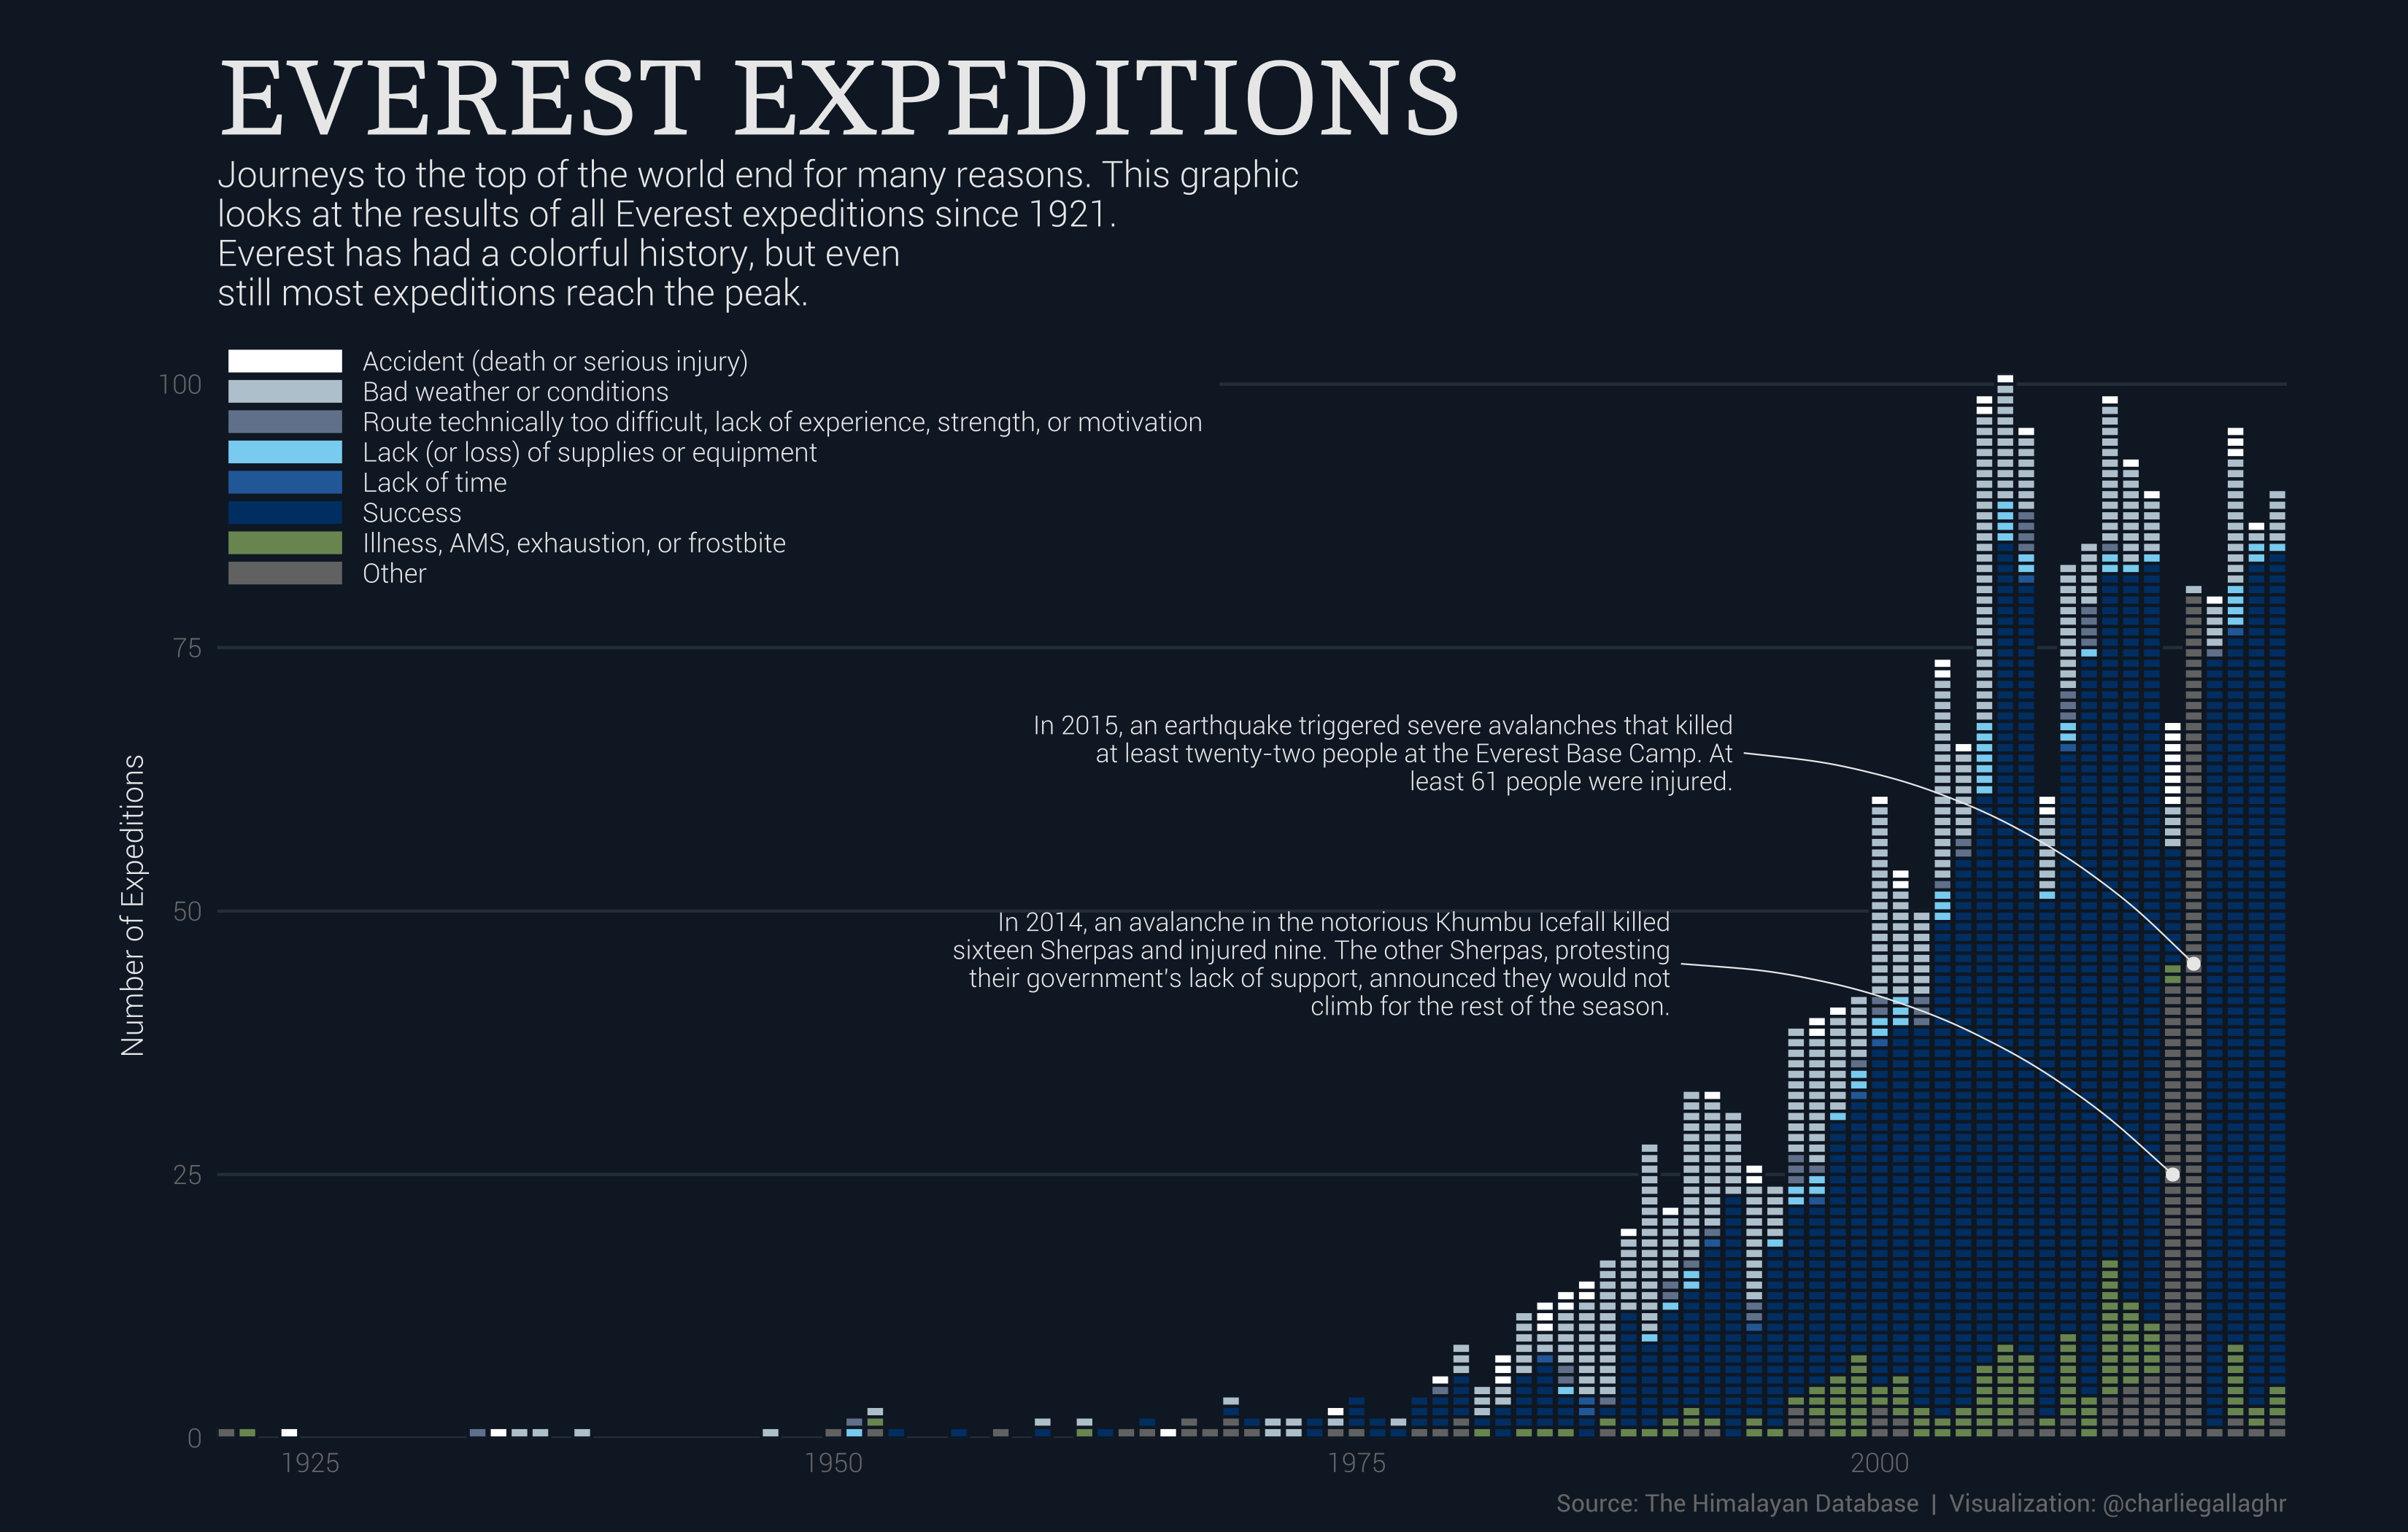 EVEREST EXPEDITIONS
Journeys to the top of the world end for many reasons. This graphic
looks at the results of all Everest expeditions since 1921.
Everest has had a colorful history, but even
still most expeditions reach the peak.
Accident (death or serious injury)
Bad weather or conditions
Route technically too difficult, lack of experience, strength, or motivation
Lack (or loss) of supplies or equipment
Lack of time
Success
Illness, AMS, exhaustion, or frostbite
Other
100
75
50
25
0
Number of Expeditions
In 2015, an earthquake triggered severe avalanches that killed
at least twenty-two people at the Everest Base Camp. At
least 61 people were injured.
In 2014, an avalanche in the notorious Khumbu Icefall killed
sixteen Sherpas and injured nine. The other Sherpas, protesting
their government's lack of support, announced they would not
climb for the rest of the season.
1925
1950
1975
2000
Source: The Himalayan Database | Visualization: @charliegallaghr